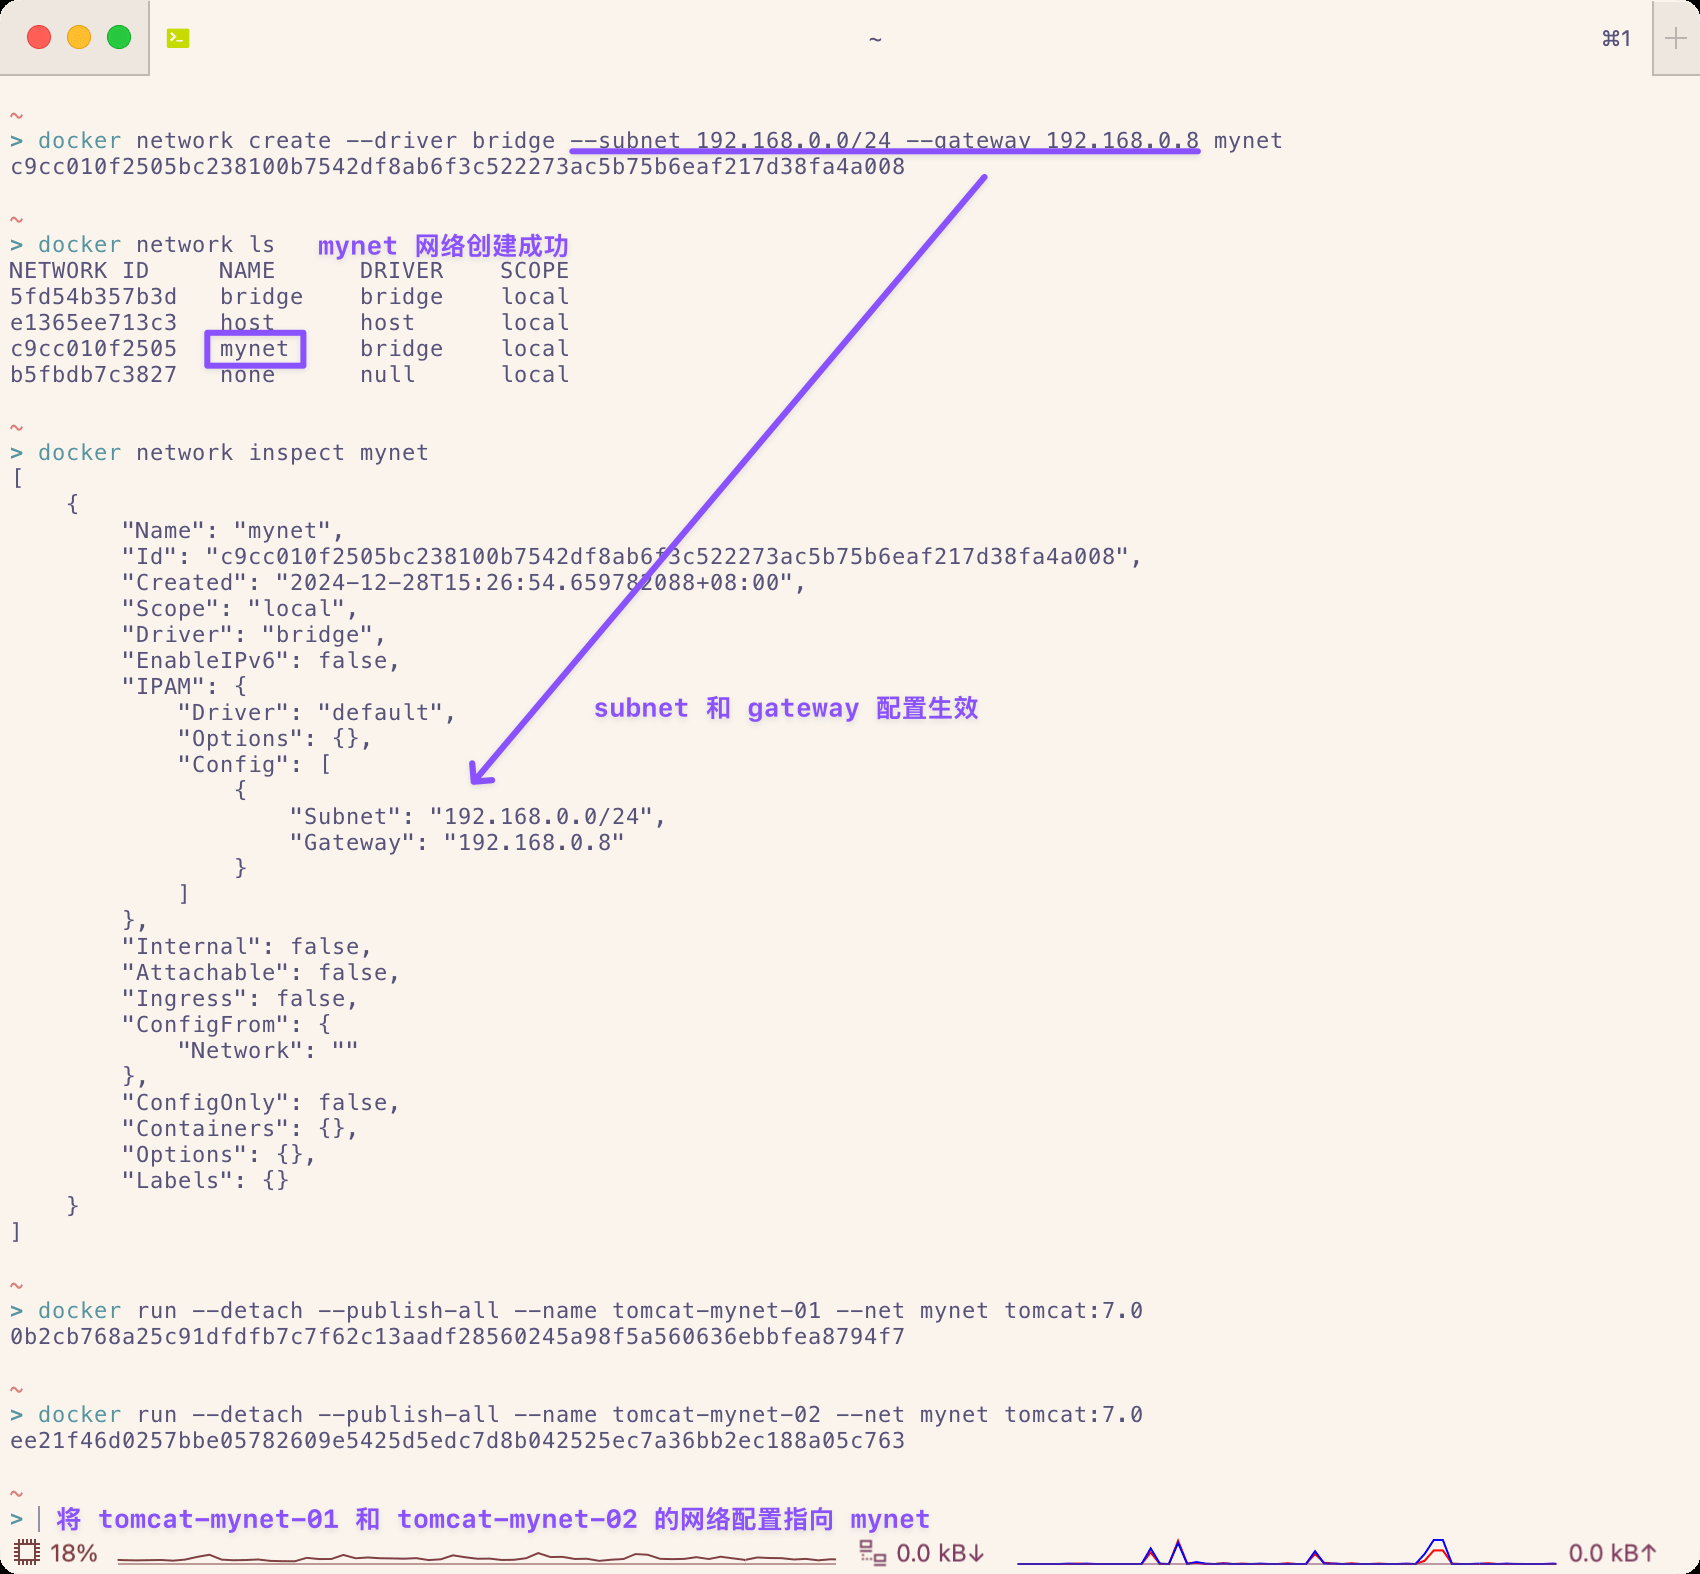 ~
⌘1
~
> docker network create --driver bridge --subnet 192.168.0.0/24 --gateway 192.168.0.8 mynet
c9cc010f2505bc238100b7542df8ab6f3c522273ac5b75b6eaf217d38fa4a008
~
> docker network ls mynet 网络创建成功
NETWORK ID     NAME      DRIVER    SCOPE
5fd54b357b3d   bridge    bridge    local
e1365ee713c3   host      host      local
c9cc010f2505   mynet     bridge    local
b5fbdb7c3827   none      null      local
~
> docker network inspect mynet
[
    {
        "Name": "mynet",
        "Id": "c9cc010f2505bc238100b7542df8ab6f3c522273ac5b75b6eaf217d38fa4a008",
        "Created": "2024-12-28T15:26:54.659782088+08:00",
        "Scope": "local",
        "Driver": "bridge",
        "EnableIPv6": false,
        "IPAM": {
            "Driver": "default",
subnet 和 gateway 配置生效
            "Options": {},
            "Config": [
                {
                    "Subnet": "192.168.0.0/24",
                    "Gateway": "192.168.0.8"
                }
            ]
        },
        "Internal": false,
        "Attachable": false,
        "Ingress": false,
        "ConfigFrom": {
            "Network": ""
        },
        "ConfigOnly": false,
        "Containers": {},
        "Options": {},
        "Labels": {}
    }
]
~
> docker run --detach --publish-all --name tomcat-mynet-01 --net mynet tomcat:7.0
0b2cb768a25c91dfdfb7c7f62c13aadf28560245a98f5a560636ebbfea8794f7
~
> docker run --detach --publish-all --name tomcat-mynet-02 --net mynet tomcat:7.0
ee21f46d0257bbe05782609e5425d5edc7d8b042525ec7a36bb2ec188a05c763
~
> 将 tomcat-mynet-01 和 tomcat-mynet-02 的网络配置指向 mynet
18% 0.0 kB↓ 0.0 kB↑